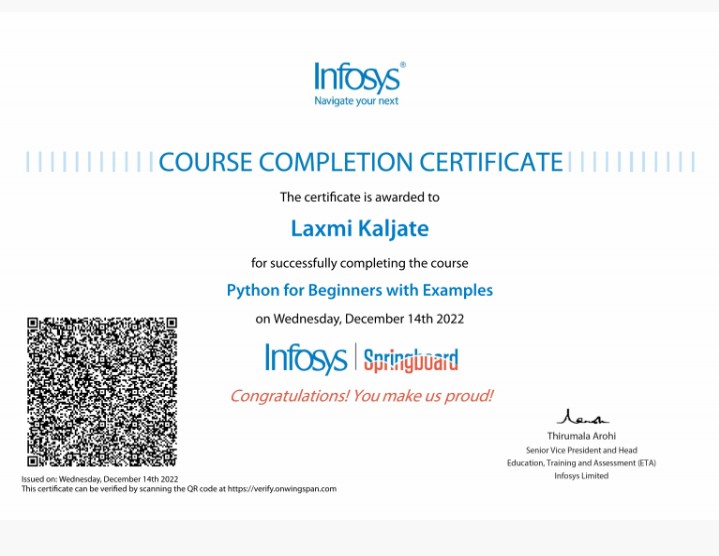 Infosys®
Navigate your next
COURSE COMPLETION CERTIFICATE
The certificate is awarded to
Laxmi Kaljate
for successfully completing the course
Python for Beginners with Examples
on Wednesday, December 14th 2022
Infosys | Springboard
Congratulations! You make us proud!
Thirumala Arohi
Senior Vice President and Head
Education, Training and Assessment (ETA)
Infosys Limited
Issued on: Wednesday, December 14th 2022
This certificate can be verified by scanning the QR code at https://verify.onwingspan.com